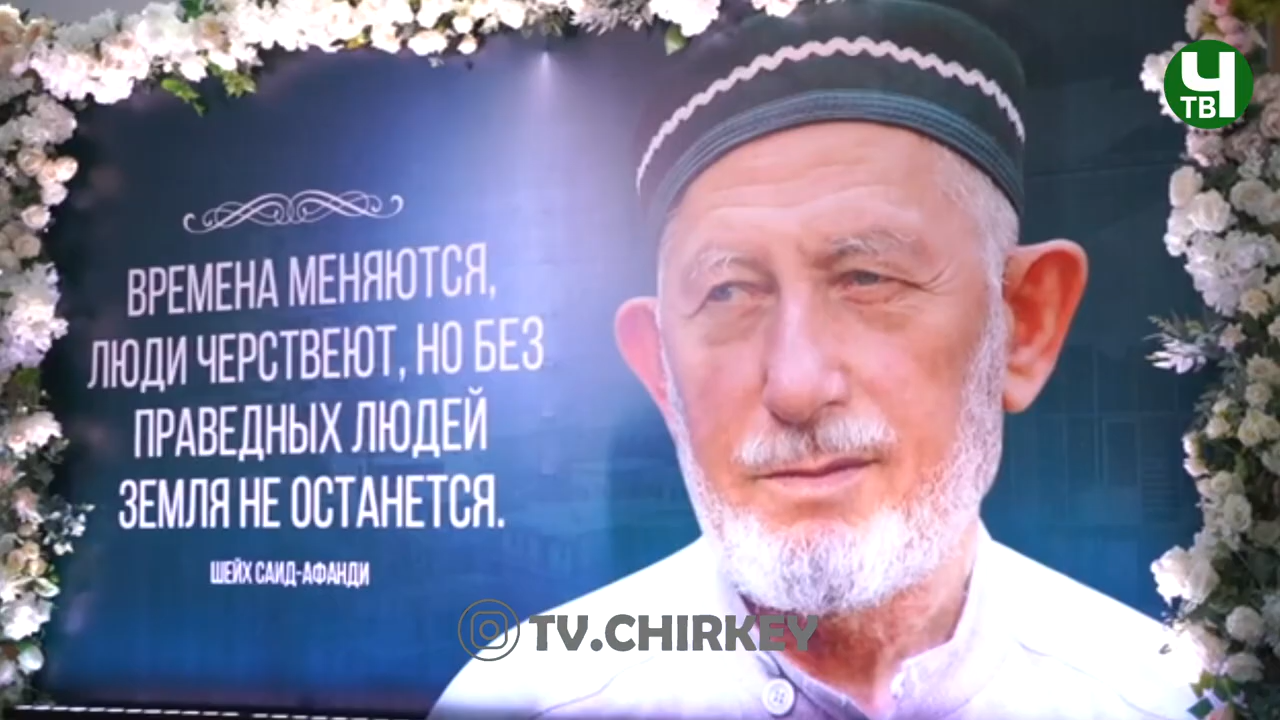 Ч
ТВ
ВРЕМЕНА МЕНЯЮТСЯ,
ЛЮДИ ЧЕРСТВЕЮТ, НО БЕЗ
ПРАВЕДНЫХ ЛЮДЕЙ
ЗЕМЛЯ НЕ ОСТАНЕТСЯ.
ШЕЙХ САИД-АФАНДИ
TV.CHIRKEY